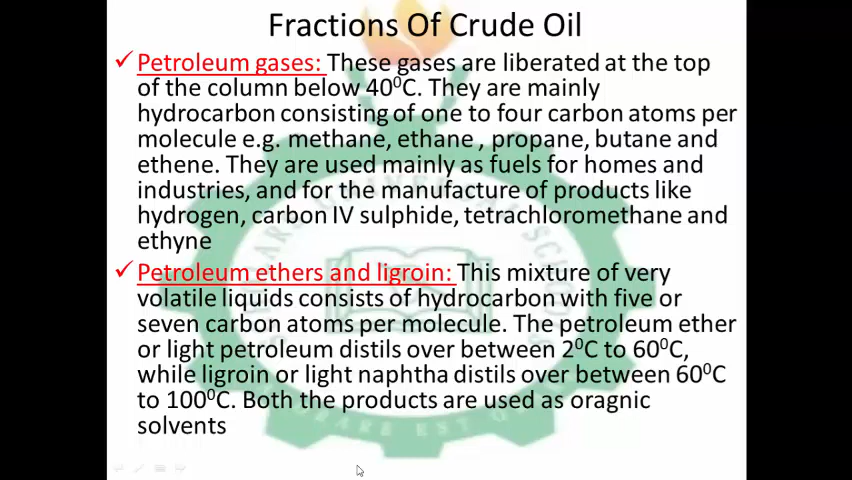 Fractions Of Crude Oil
✓ Petroleum gases: These gases are liberated at the top
of the column below 40⁰C. They are mainly
hydrocarbon consisting of one to four carbon atoms per
molecule e.g. methane, ethane , propane, butane and
ethene. They are used mainly as fuels for homes and
industries, and for the manufacture of products like
hydrogen, carbon IV sulphide, tetrachloromethane and
ethyne
✓ Petroleum ethers and ligroin: This mixture of very
volatile liquids consists of hydrocarbon with five or
seven carbon atoms per molecule. The petroleum ether
or light petroleum distils over between 2⁰C to 60⁰C,
while ligroin or light naphtha distils over between 60⁰C
to 100⁰C. Both the products are used as oragnic
solvents